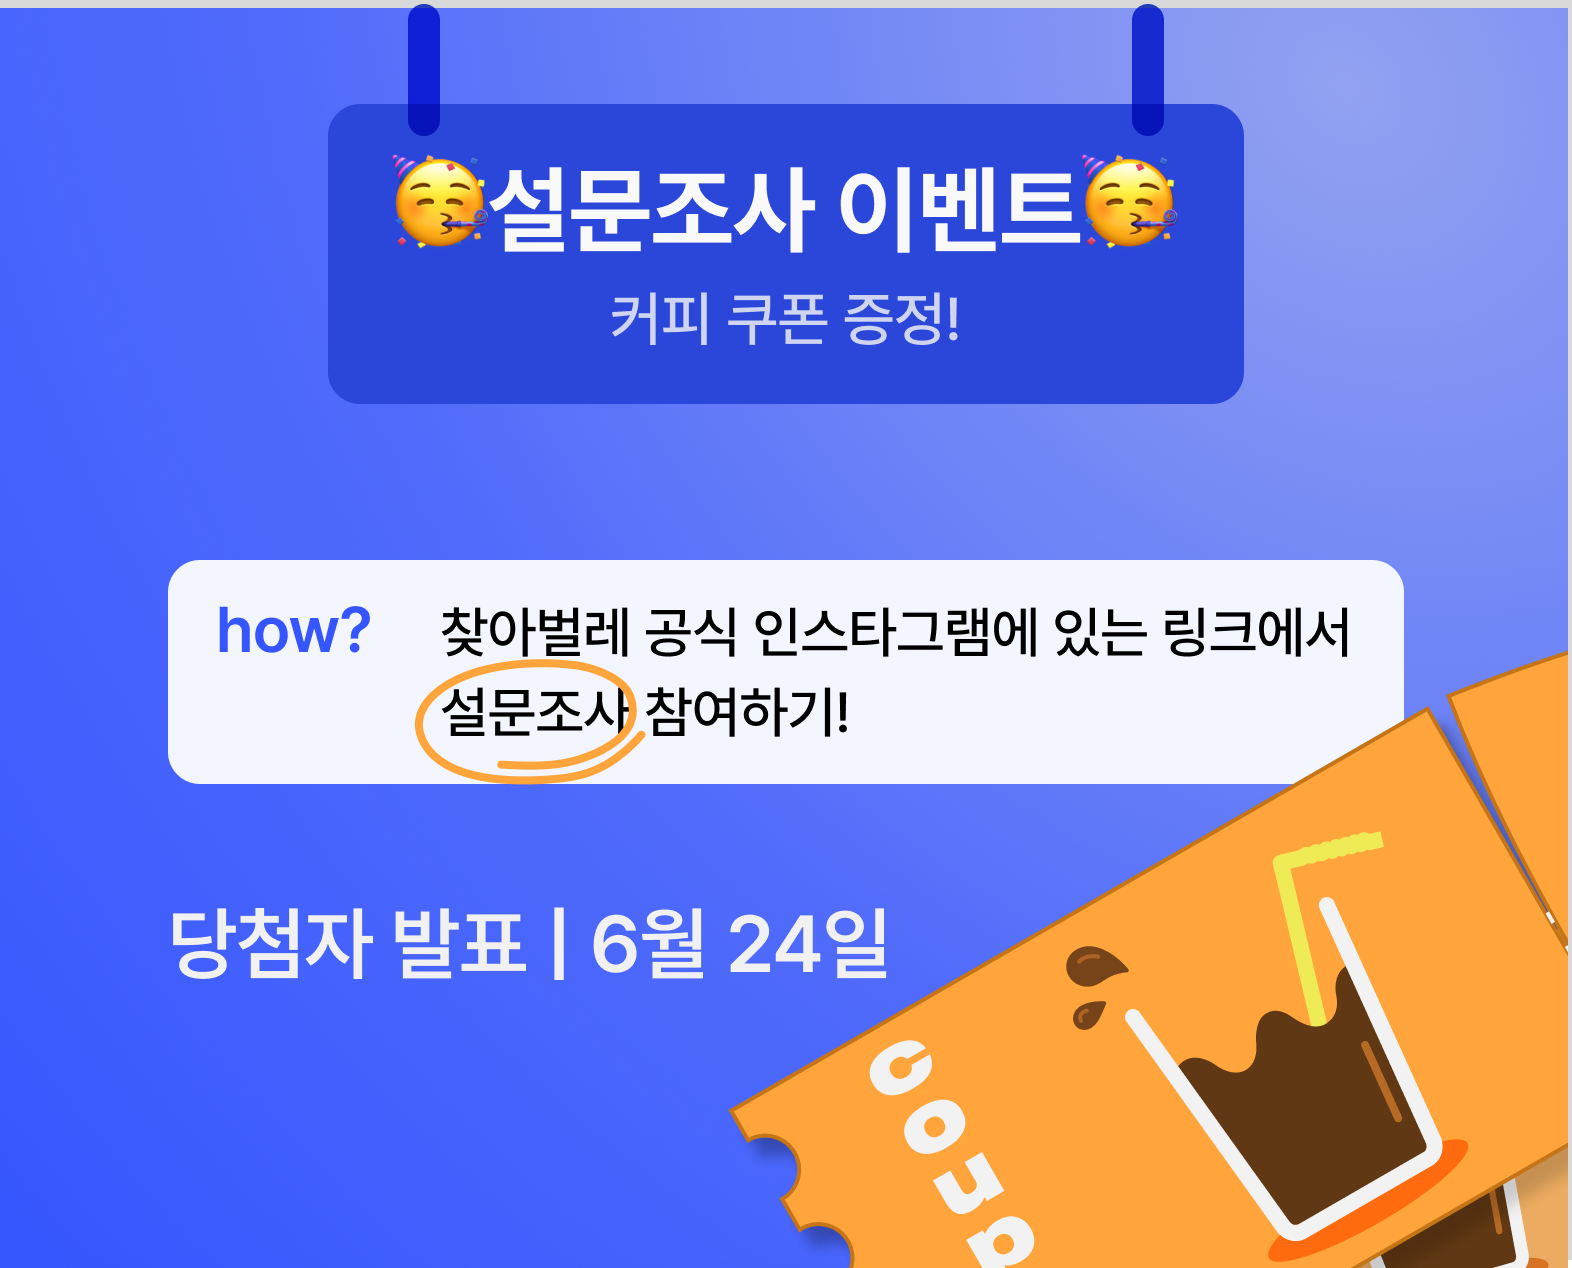 🥳설문조사 이벤트🥳
커피 쿠폰 증정!
how?
찾아벌레 공식 인스타그램에 있는 링크에서
설문조사 참여하기!
당첨자 발표 | 6월 24일
coup